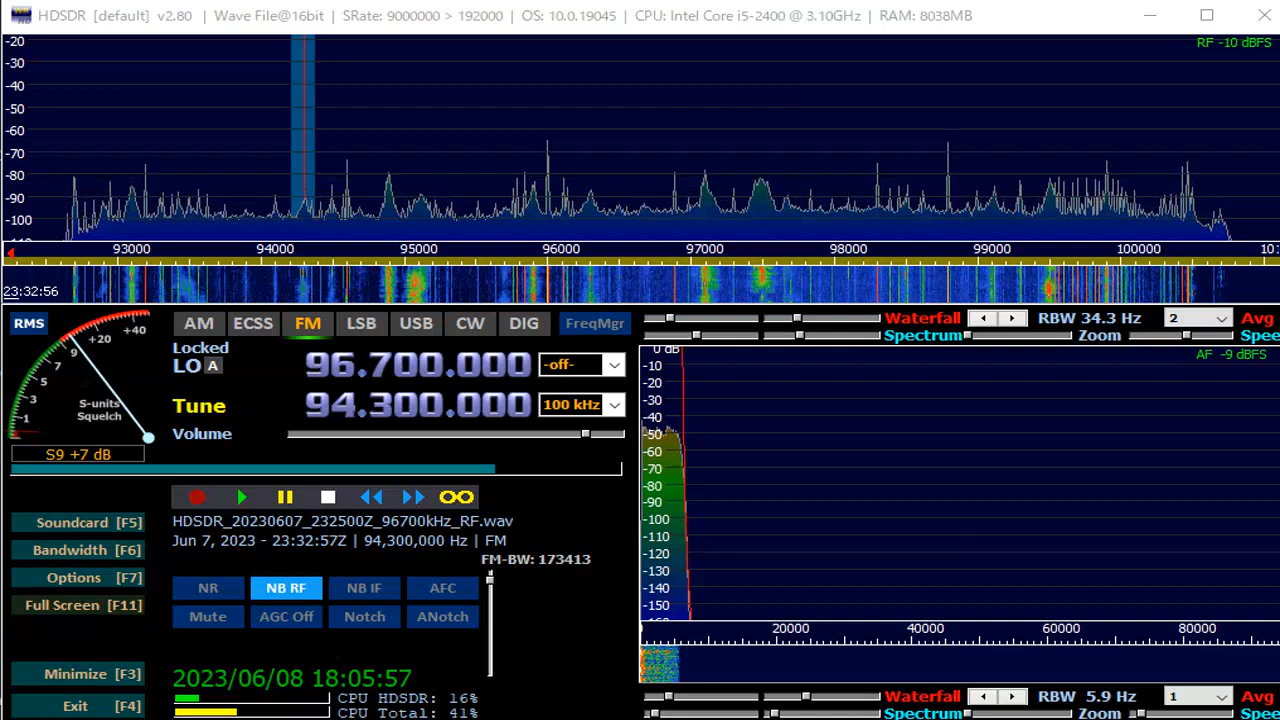 HDSDR [default] v2.80 | Wave File@16bit | SRate: 9000000 > 192000 | OS: 10.0.19045 | CPU: Intel Core i5-2400 @ 3.10GHz | RAM: 8038MB
RF -10 dBFS
-20
-30
-40
-50
-60
-70
-80
-90
-100
93000 94000 95000 96000 97000 98000 99000 100000
23:32:56
RMS
+40
+20
9
7
5
3
1
S-units
Squelch
S9 +7 dB
AM ECSS FM LSB USB CW DIG FreqMgr
Locked
LO A 96.700.000 -off-
Tune 94.300.000 100 kHz
Volume
HDSDR_20230607_232500Z_96700kHz_RF.wav
Jun 7, 2023 - 23:32:57Z | 94,300,000 Hz | FM
FM-BW: 173413
NR NB RF NB IF AFC
Mute AGC Off Notch ANotch
Soundcard [F5]
Bandwidth [F6]
Options [F7]
Full Screen [F11]
Minimize [F3]
Exit [F4]
2023/06/08 18:05:57
CPU HDSDR: 16%
CPU Total: 41%
Waterfall RBW 34.3 Hz 2 Avg
Spectrum Zoom Spee
0 dB AF -9 dBFS
-10
-20
-30
-40
-50
-60
-70
-80
-90
-100
-110
-120
-130
-140
-150
20000 40000 60000 80000
Waterfall RBW 5.9 Hz 1 Avg
Spectrum Zoom Spee